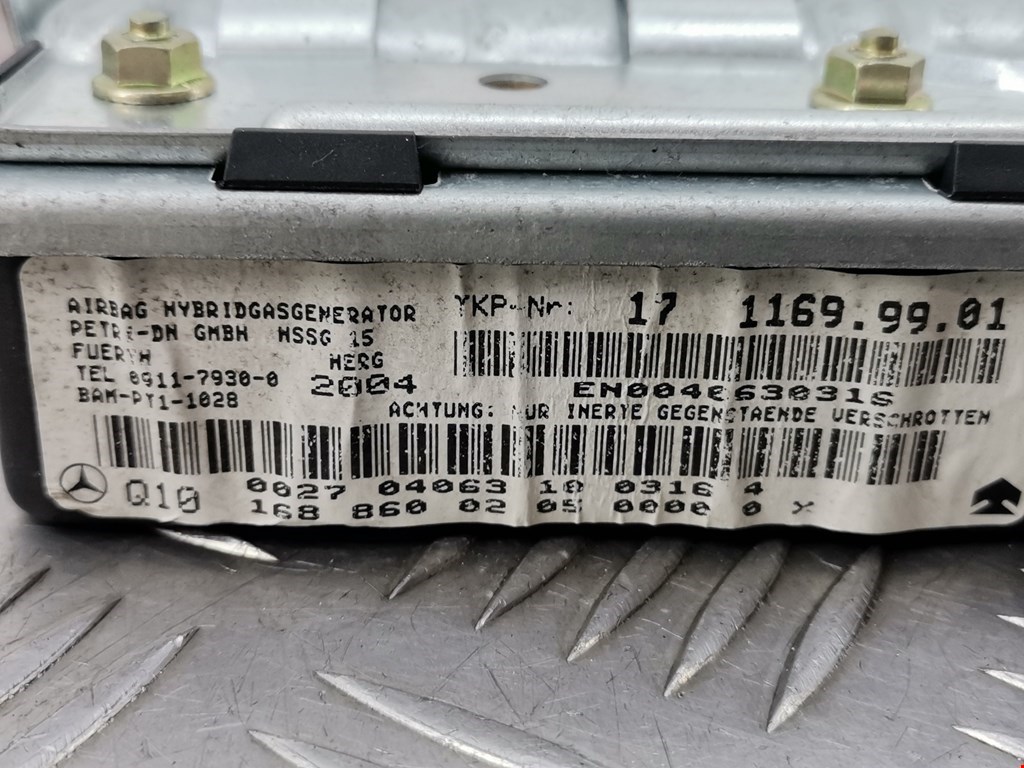 AIRBAG HYBRIDGASGENERATOR
PETRI-DN GMBH HSSG 15
FUERTH HERG
TEL 0911-7930-0 2004
BAM-PT1-1028
YKP-Nr: 17 1169.99.01
EN0040630316
ACHTUNG: NUR INERTE GEGENSTAENDE VERSCHROTTEN
Q10 0027 04063 10 0316 4
168 860 02 05 0000 0 X